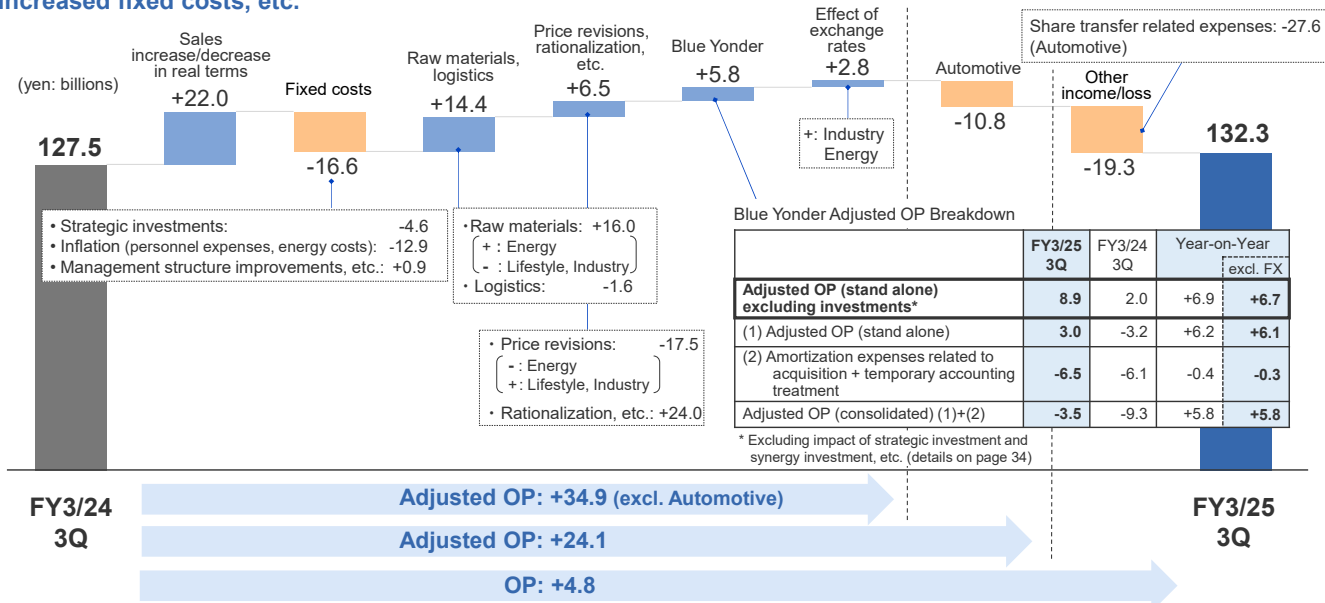 increased fixed costs, etc.
(yen: billions)
127.5
Sales
increase/decrease
in real terms
+22.0
Fixed costs
-16.6
Raw materials,
logistics
+14.4
Price revisions,
rationalization,
etc.
+6.5
Blue Yonder
+5.8
Effect of
exchange
rates
+2.8
Automotive
-10.8
Other
income/loss
-19.3
132.3
Share transfer related expenses: -27.6
(Automotive)
+: Industry
Energy
• Strategic investments: -4.6
• Inflation (personnel expenses, energy costs): -12.9
• Management structure improvements, etc.: +0.9
・Raw materials: +16.0
+ : Energy
- : Lifestyle, Industry
・Logistics: -1.6
・ Price revisions: -17.5
- : Energy
+: Lifestyle, Industry
・ Rationalization, etc.: +24.0
Blue Yonder Adjusted OP Breakdown
FY3/25 3Q FY3/24 3Q Year-on-Year
excl. FX
Adjusted OP (stand alone)
excluding investments* 8.9 2.0 +6.9 +6.7
(1) Adjusted OP (stand alone) 3.0 -3.2 +6.2 +6.1
(2) Amortization expenses related to
acquisition + temporary accounting
treatment -6.5 -6.1 -0.4 -0.3
Adjusted OP (consolidated) (1)+(2) -3.5 -9.3 +5.8 +5.8
* Excluding impact of strategic investment and
synergy investment, etc. (details on page 34)
FY3/24
3Q
Adjusted OP: +34.9 (excl. Automotive)
Adjusted OP: +24.1
OP: +4.8
FY3/25
3Q